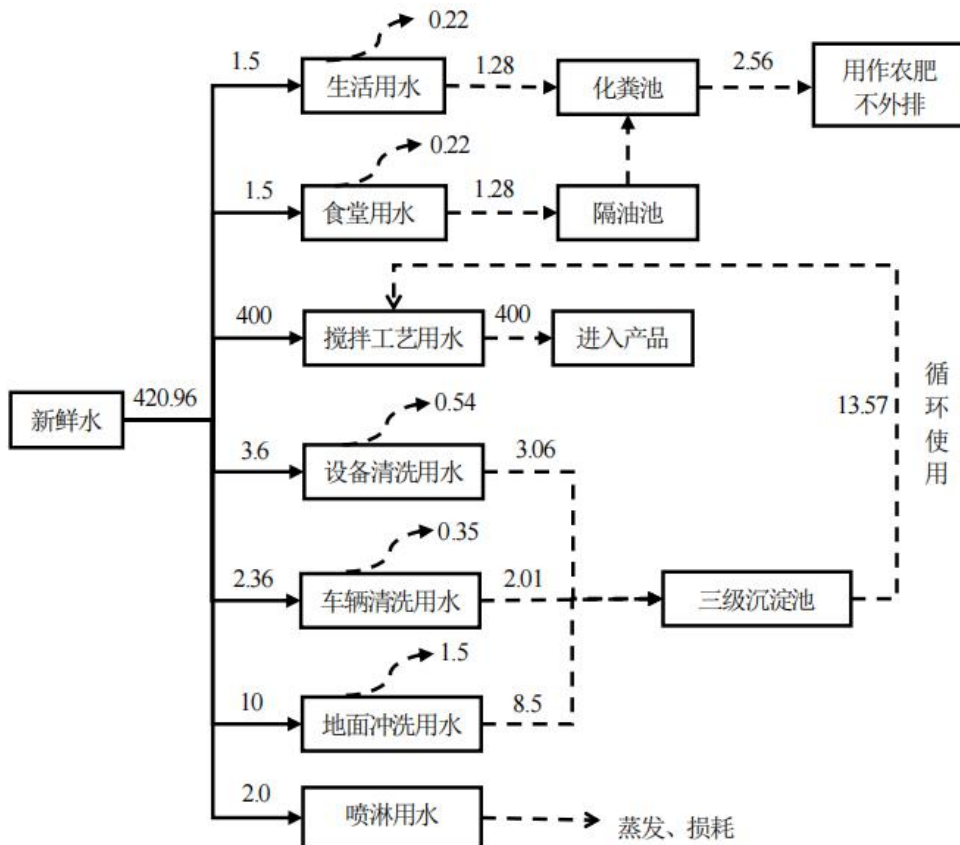 0.22
1.5
生活用水
1.28
化粪池
2.56
用作农肥
不外排
0.22
1.5
食堂用水
1.28
隔油池
400
搅拌工艺用水
400
进入产品
新鲜水
420.96
0.54
3.6
设备清洗用水
3.06
13.57
循
环
使
用
0.35
2.36
车辆清洗用水
2.01
三级沉淀池
1.5
10
地面冲洗用水
8.5
2.0
喷淋用水
蒸发、损耗